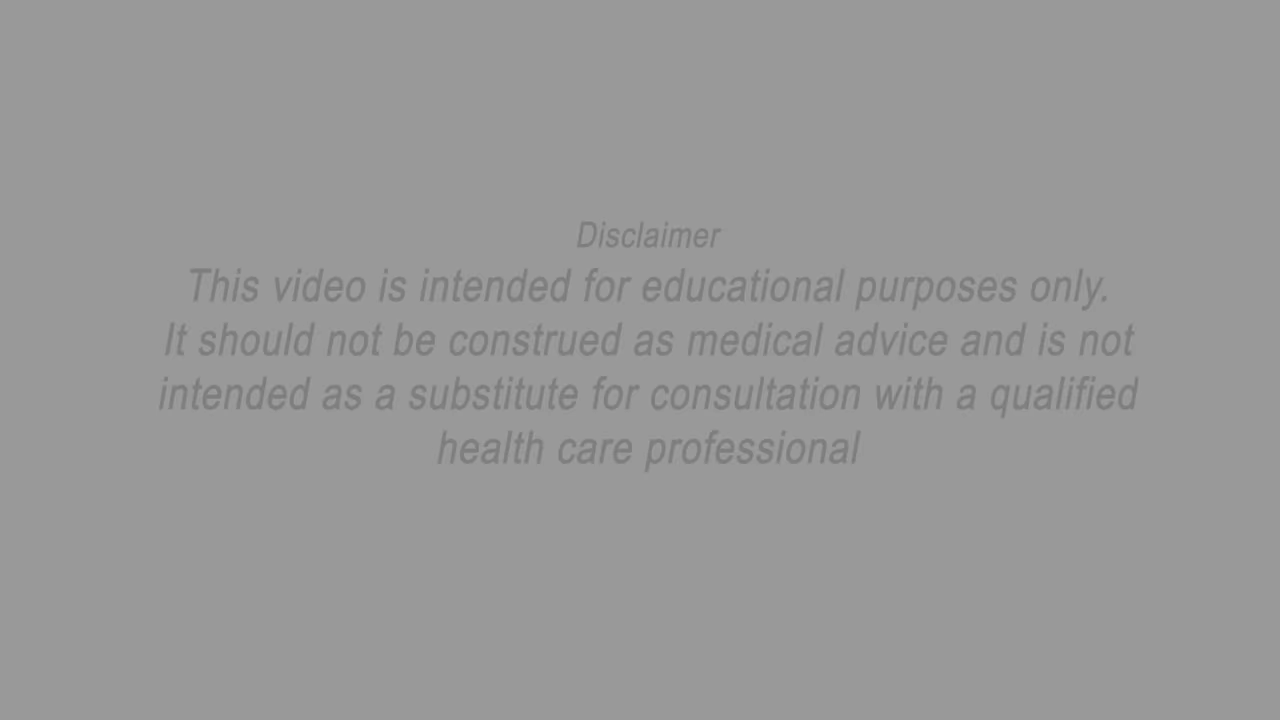 Disclaimer
This video is intended for educational purposes only.
It should not be construed as medical advice and is not
intended as a substitute for consultation with a qualified
health care professional